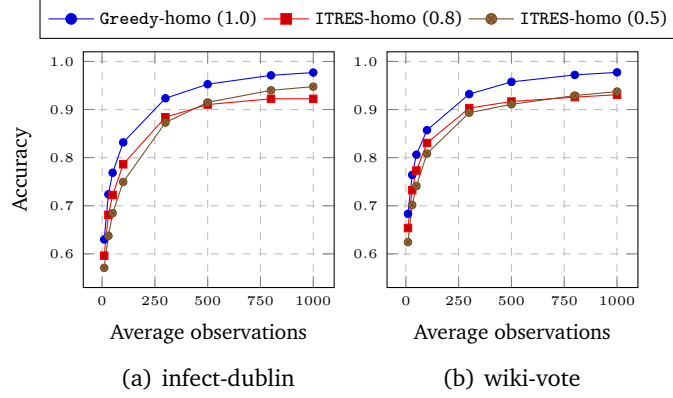 Greedy-homo (1.0) ITRES-homo (0.8) ITRES-homo (0.5)
1.0 1.0
0.9 0.9
0.8 0.8
0.7 0.7
0.6 0.6
Accuracy
0 250 500 750 1000 0 250 500 750 1000
Average observations Average observations
(a) infect-dublin (b) wiki-vote